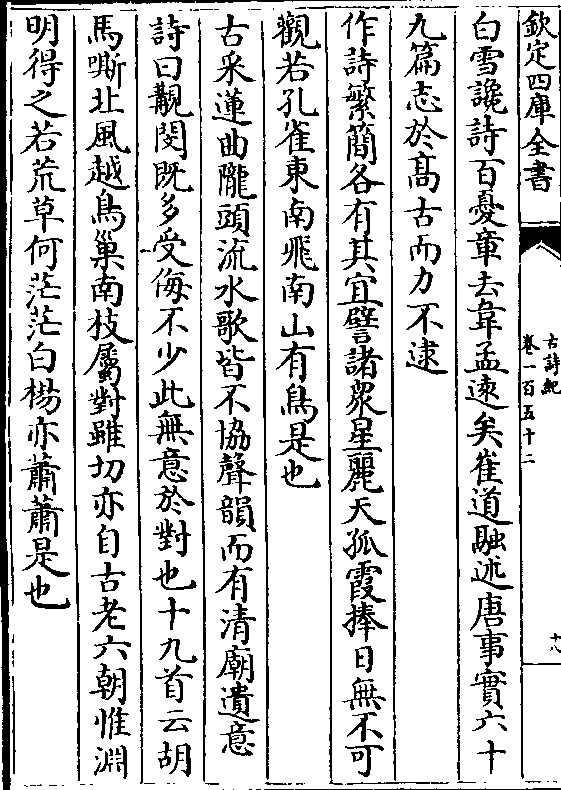 欽定四庫全書
古詩紀
卷一百五十二
十八
白雪讒詩百憂章去韋孟遠矣崔道融述唐事實六十
九篇志於高古而力不逮
作詩繁簡各有其宜譬諸衆星麗天孤霞捧日無不可
觀若孔雀東南飛南山有鳥是也
古采蓮曲隴頭流水歌皆不協聲韻而有清廟遺意
詩曰覯閔既多受侮不少此無意於對也十九首云胡
馬嘶北風越鳥巢南枝屬對雖切亦自古老六朝惟淵
明得之若荒草何茫茫白楊亦蕭蕭是也